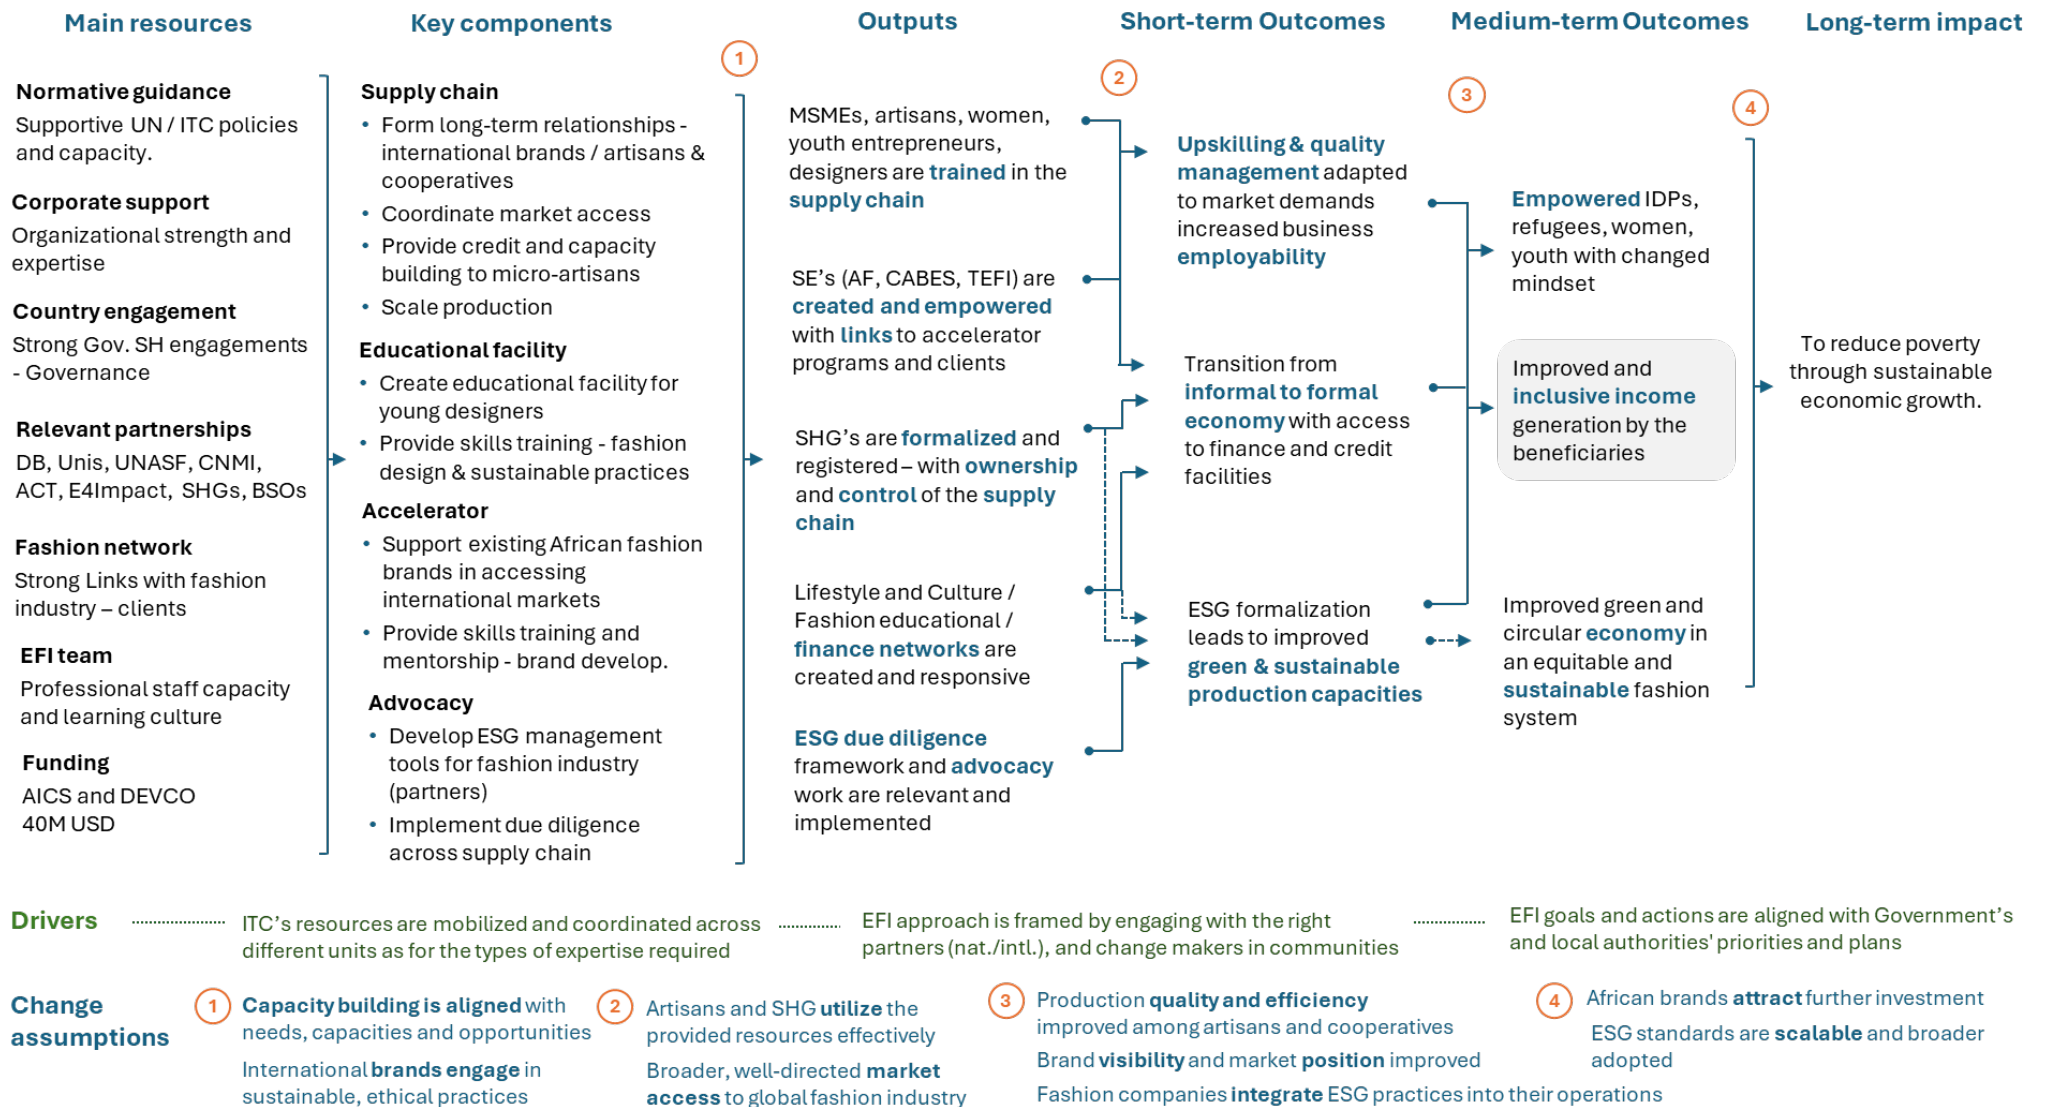 Main resources
Key components
Outputs
Short-term Outcomes
Medium-term Outcomes
Long-term impact
1
2
3
4
Normative guidance
Supportive UN / ITC policies
and capacity.
Corporate support
Organizational strength and
expertise
Country engagement
Strong Gov. SH engagements
- Governance
Relevant partnerships
DB, Unis, UNASF, CNMI,
ACT, E4Impact, SHGs, BSOs
Fashion network
Strong Links with fashion
industry – clients
EFI team
Professional staff capacity
and learning culture
Funding
AICS and DEVCO
40M USD
Supply chain
• Form long-term relationships -
international brands / artisans &
cooperatives
• Coordinate market access
• Provide credit and capacity
building to micro-artisans
• Scale production
Educational facility
• Create educational facility for
young designers
• Provide skills training - fashion
design & sustainable practices
Accelerator
• Support existing African fashion
brands in accessing
international markets
• Provide skills training and
mentorship - brand develop.
Advocacy
• Develop ESG management
tools for fashion industry
(partners)
• Implement due diligence
across supply chain
MSMEs, artisans, women,
youth entrepreneurs,
designers are trained in the
supply chain
SE's (AF, CABES, TEFI) are
created and empowered
with links to accelerator
programs and clients
SHG's are formalized and
registered – with ownership
and control of the supply
chain
Lifestyle and Culture /
Fashion educational /
finance networks are
created and responsive
ESG due diligence
framework and advocacy
work are relevant and
implemented
Upskilling & quality
management adapted
to market demands
increased business
employability
Transition from
informal to formal
economy with access
to finance and credit
facilities
ESG formalization
leads to improved
green & sustainable
production capacities
Empowered IDPs,
refugees, women,
youth with changed
mindset
Improved and
inclusive income
generation by the
beneficiaries
Improved green and
circular economy in
an equitable and
sustainable fashion
system
To reduce poverty
through sustainable
economic growth.
Drivers
ITC's resources are mobilized and coordinated across
different units as for the types of expertise required
EFI approach is framed by engaging with the right
partners (nat./intl.), and change makers in communities
EFI goals and actions are aligned with Government's
and local authorities' priorities and plans
Change
assumptions
1
Capacity building is aligned with
needs, capacities and opportunities
International brands engage in
sustainable, ethical practices
2
Artisans and SHG utilize the
provided resources effectively
Broader, well-directed market
access to global fashion industry
3
Production quality and efficiency
improved among artisans and cooperatives
Brand visibility and market position improved
Fashion companies integrate ESG practices into their operations
4
African brands attract further investment
ESG standards are scalable and broader
adopted